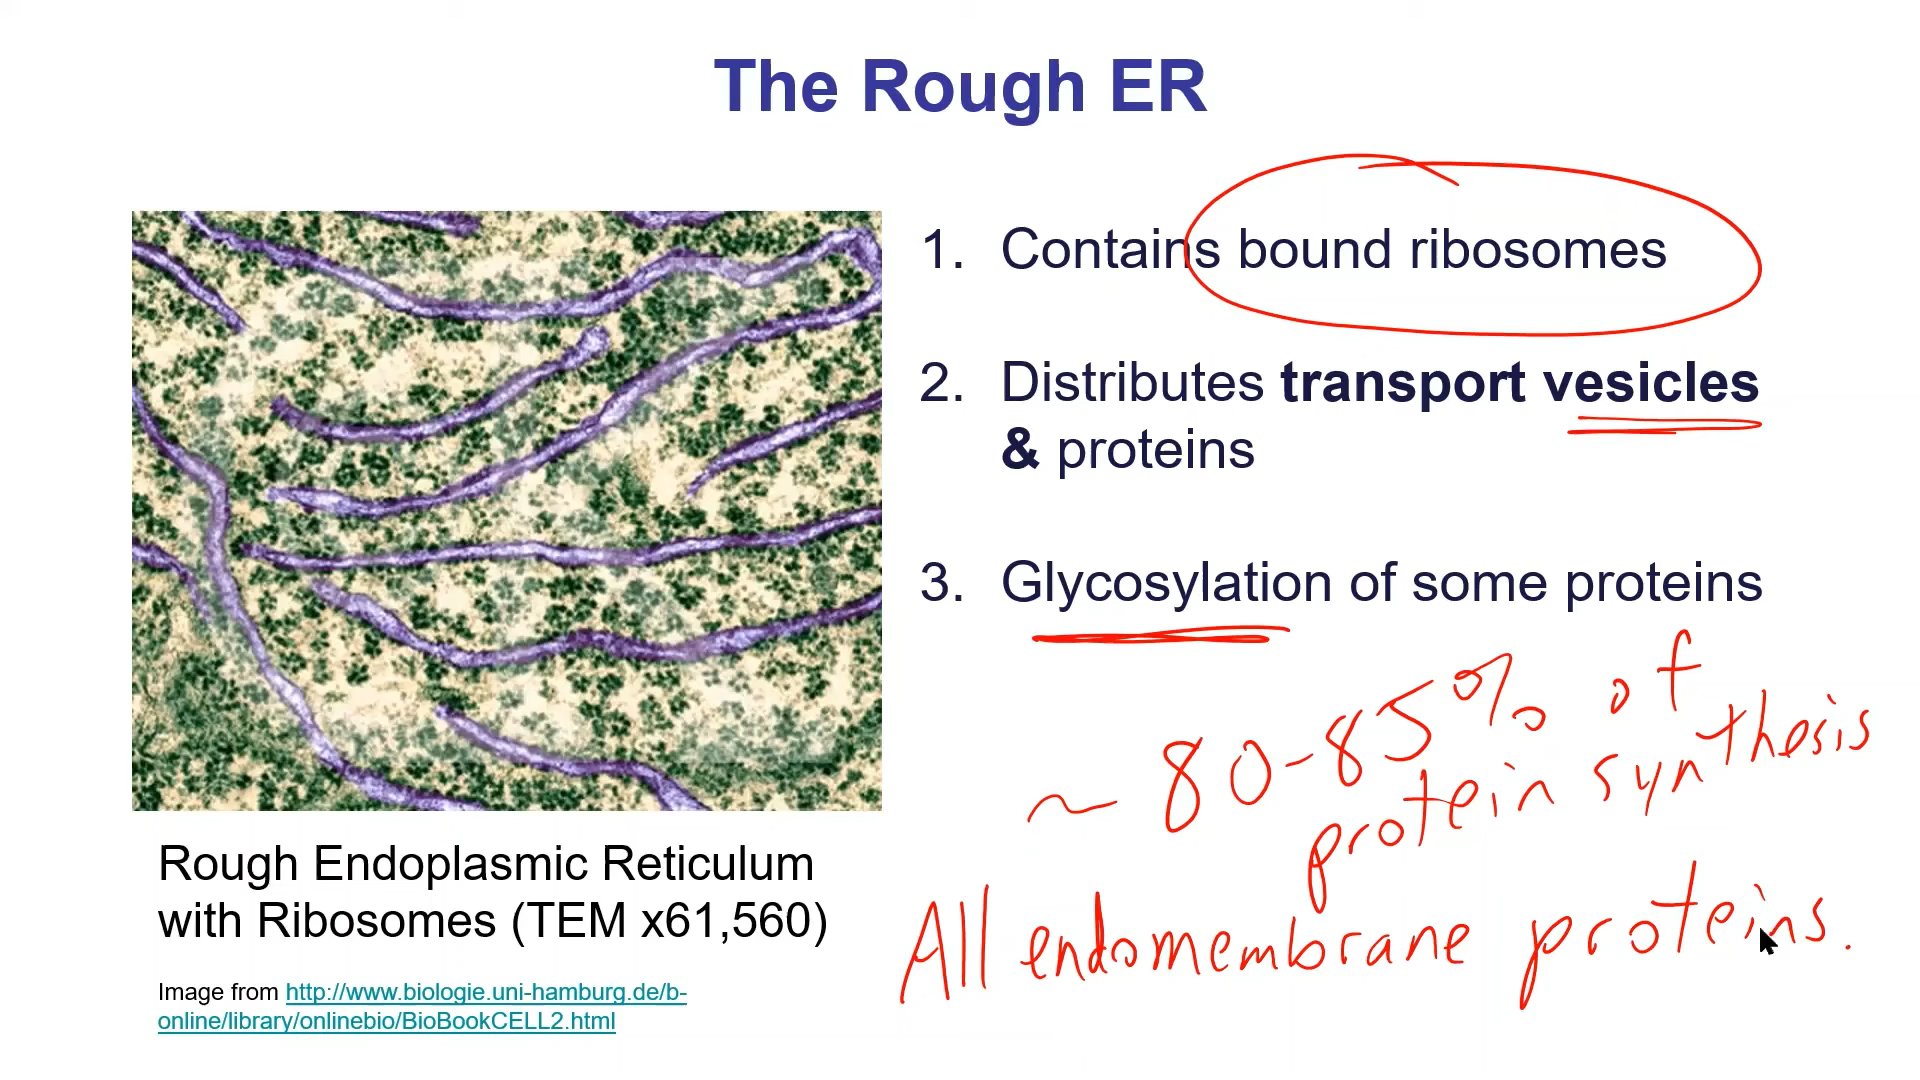 The Rough ER
1. Contains bound ribosomes
2. Distributes transport vesicles
& proteins
3. Glycosylation of some proteins
~ 80-85% of
protein synthesis
All endomembrane proteins.
Rough Endoplasmic Reticulum
with Ribosomes (TEM x61,560)
Image from http://www.biologie.uni-hamburg.de/b-
online/library/onlinebio/BioBookCELL2.html